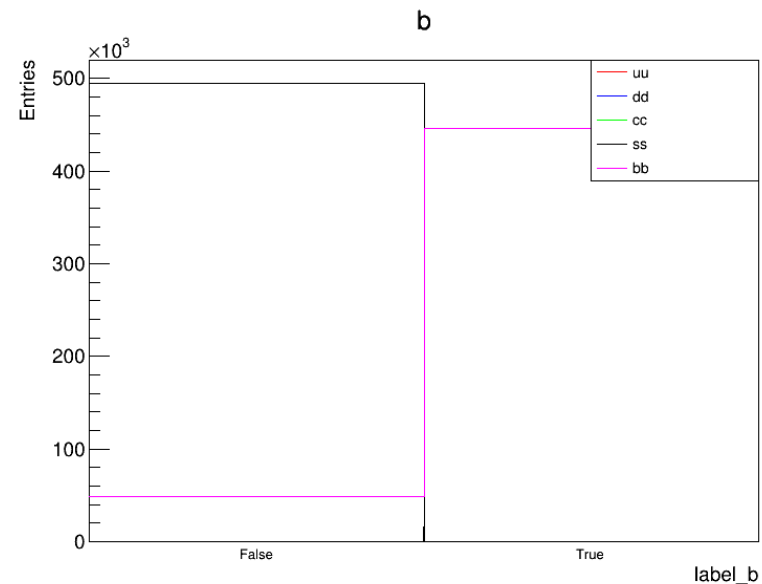 b
×10³
Entries
500
400
300
200
100
0
uu
dd
cc
ss
bb
False
True
label_b